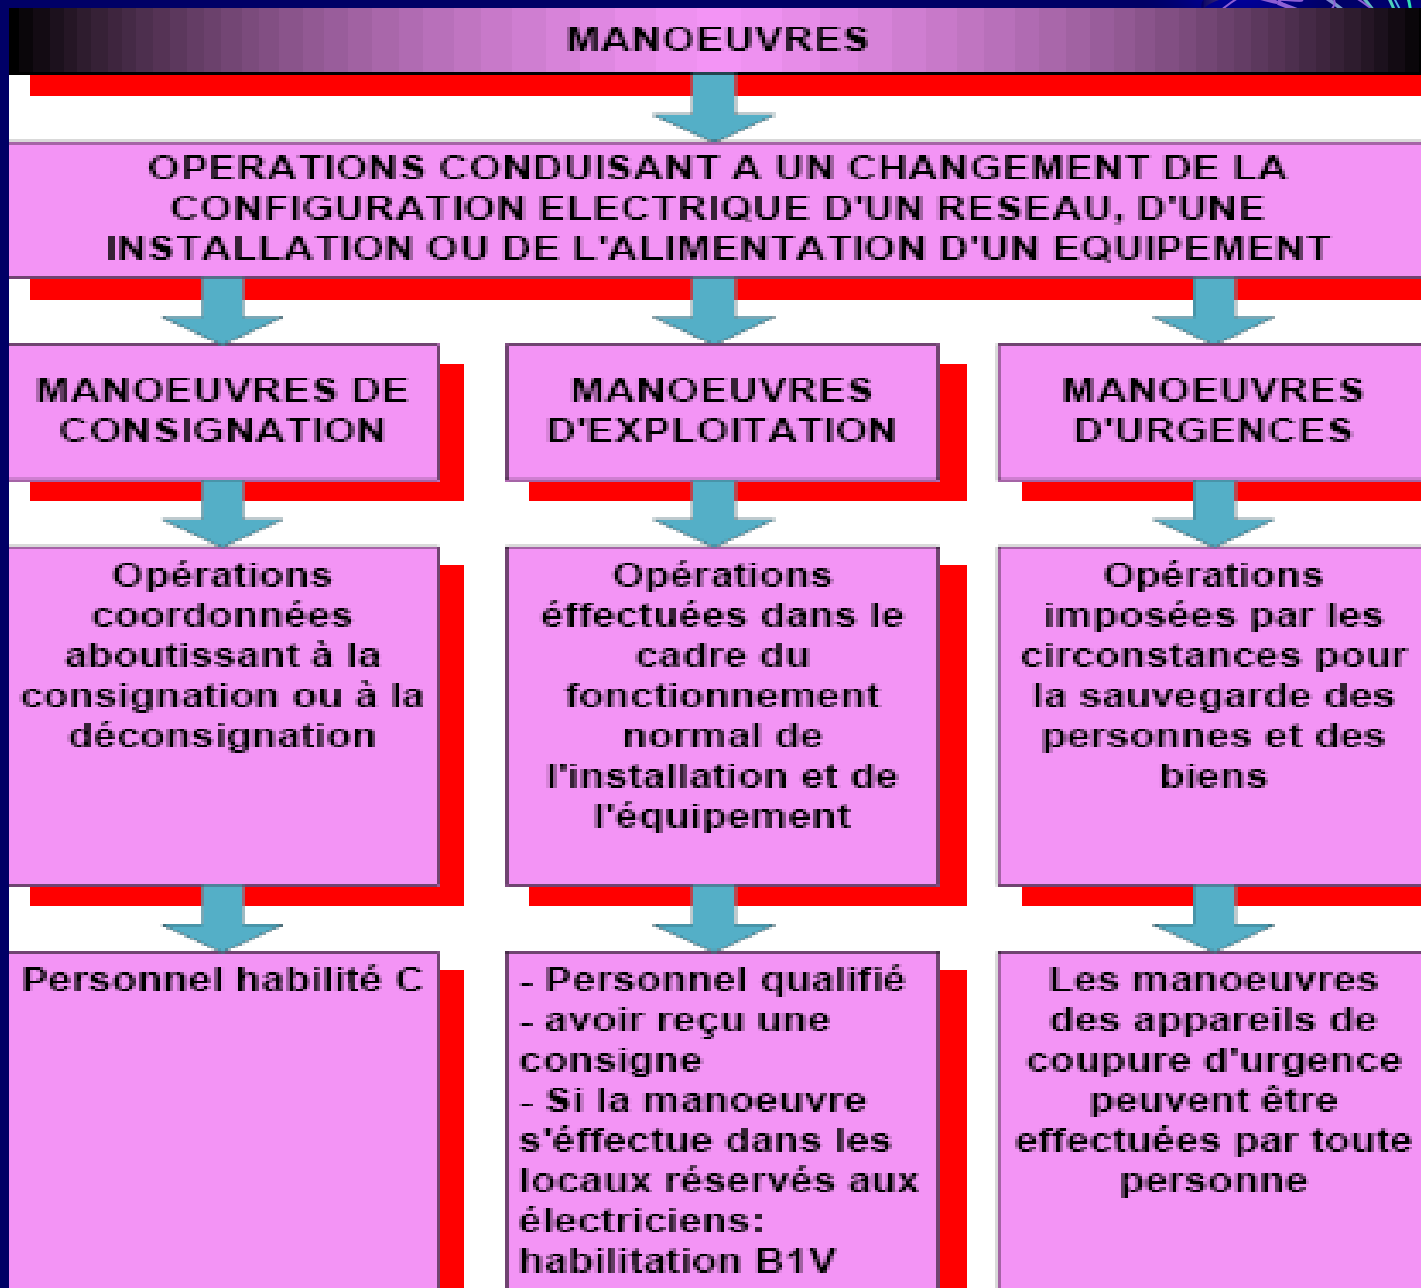 MANOEUVRES
OPERATIONS CONDUISANT A UN CHANGEMENT DE LA
CONFIGURATION ELECTRIQUE D'UN RESEAU, D'UNE
INSTALLATION OU DE L'ALIMENTATION D'UN EQUIPEMENT
MANOEUVRES DE
CONSIGNATION
Opérations
coordonnées
aboutissant à la
consignation ou à la
déconsignation
Personnel habilité C
MANOEUVRES
D'EXPLOITATION
Opérations
éffectuées dans le
cadre du
fonctionnement
normal de
l'installation et de
l'équipement
- Personnel qualifié
- avoir reçu une
consigne
- Si la manoeuvre
s'éffectue dans les
locaux réservés aux
électriciens:
habilitation B1V
MANOEUVRES
D'URGENCES
Opérations
imposées par les
circonstances pour
la sauvegarde des
personnes et des
biens
Les manoeuvres
des appareils de
coupure d'urgence
peuvent être
effectuées par toute
personne